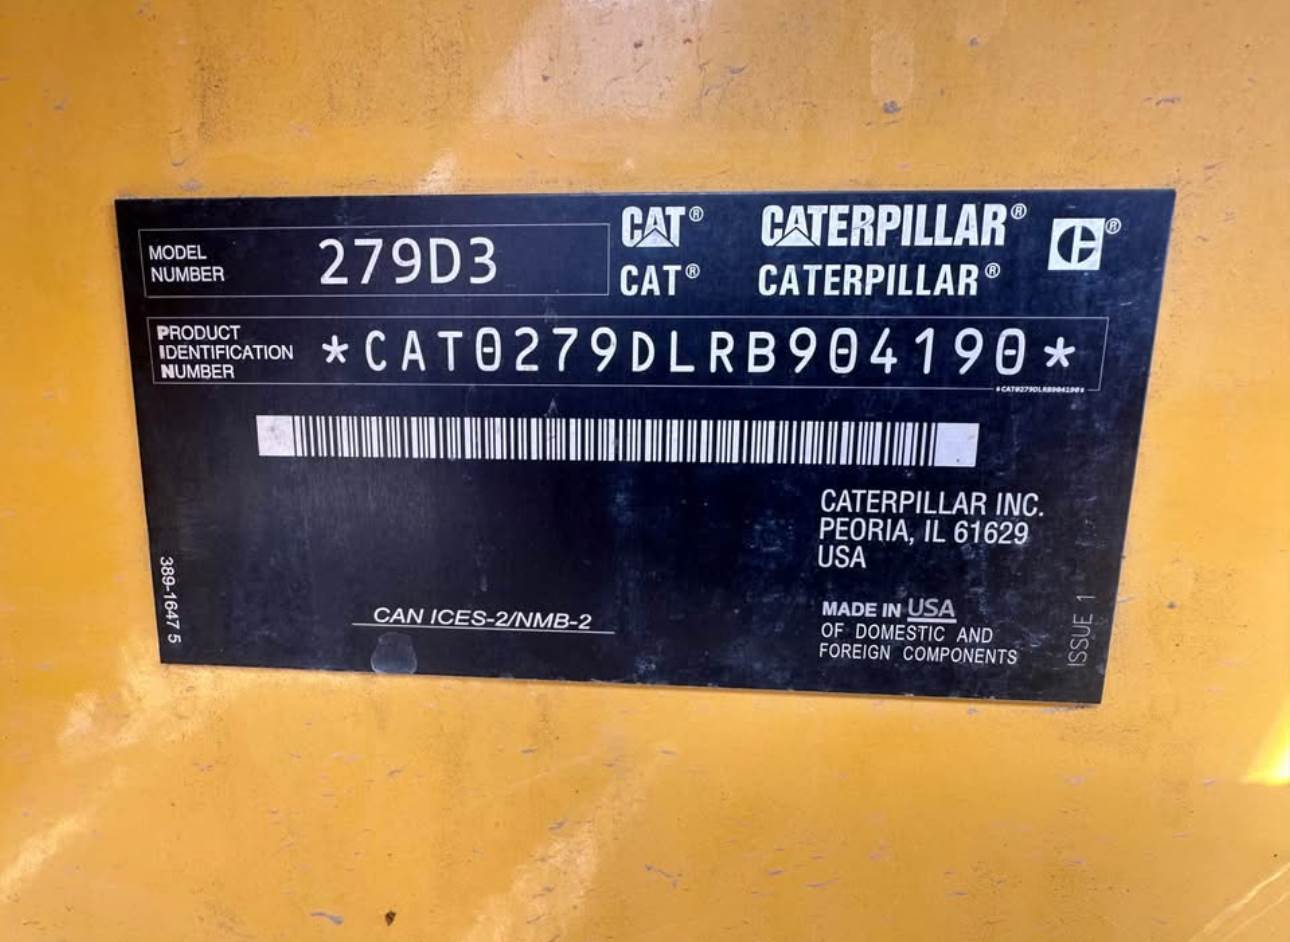 MODEL NUMBER 279D3
CAT® CATERPILLAR®
CAT® CATERPILLAR®
PRODUCT
IDENTIFICATION
NUMBER
*CAT0279DLRB904190*
*CAT0279DLRB904190*
CATERPILLAR INC.
PEORIA, IL 61629
USA
389-1647 5
CAN ICES-2/NMB-2
MADE IN USA
OF DOMESTIC AND
FOREIGN COMPONENTS
ISSUE 1